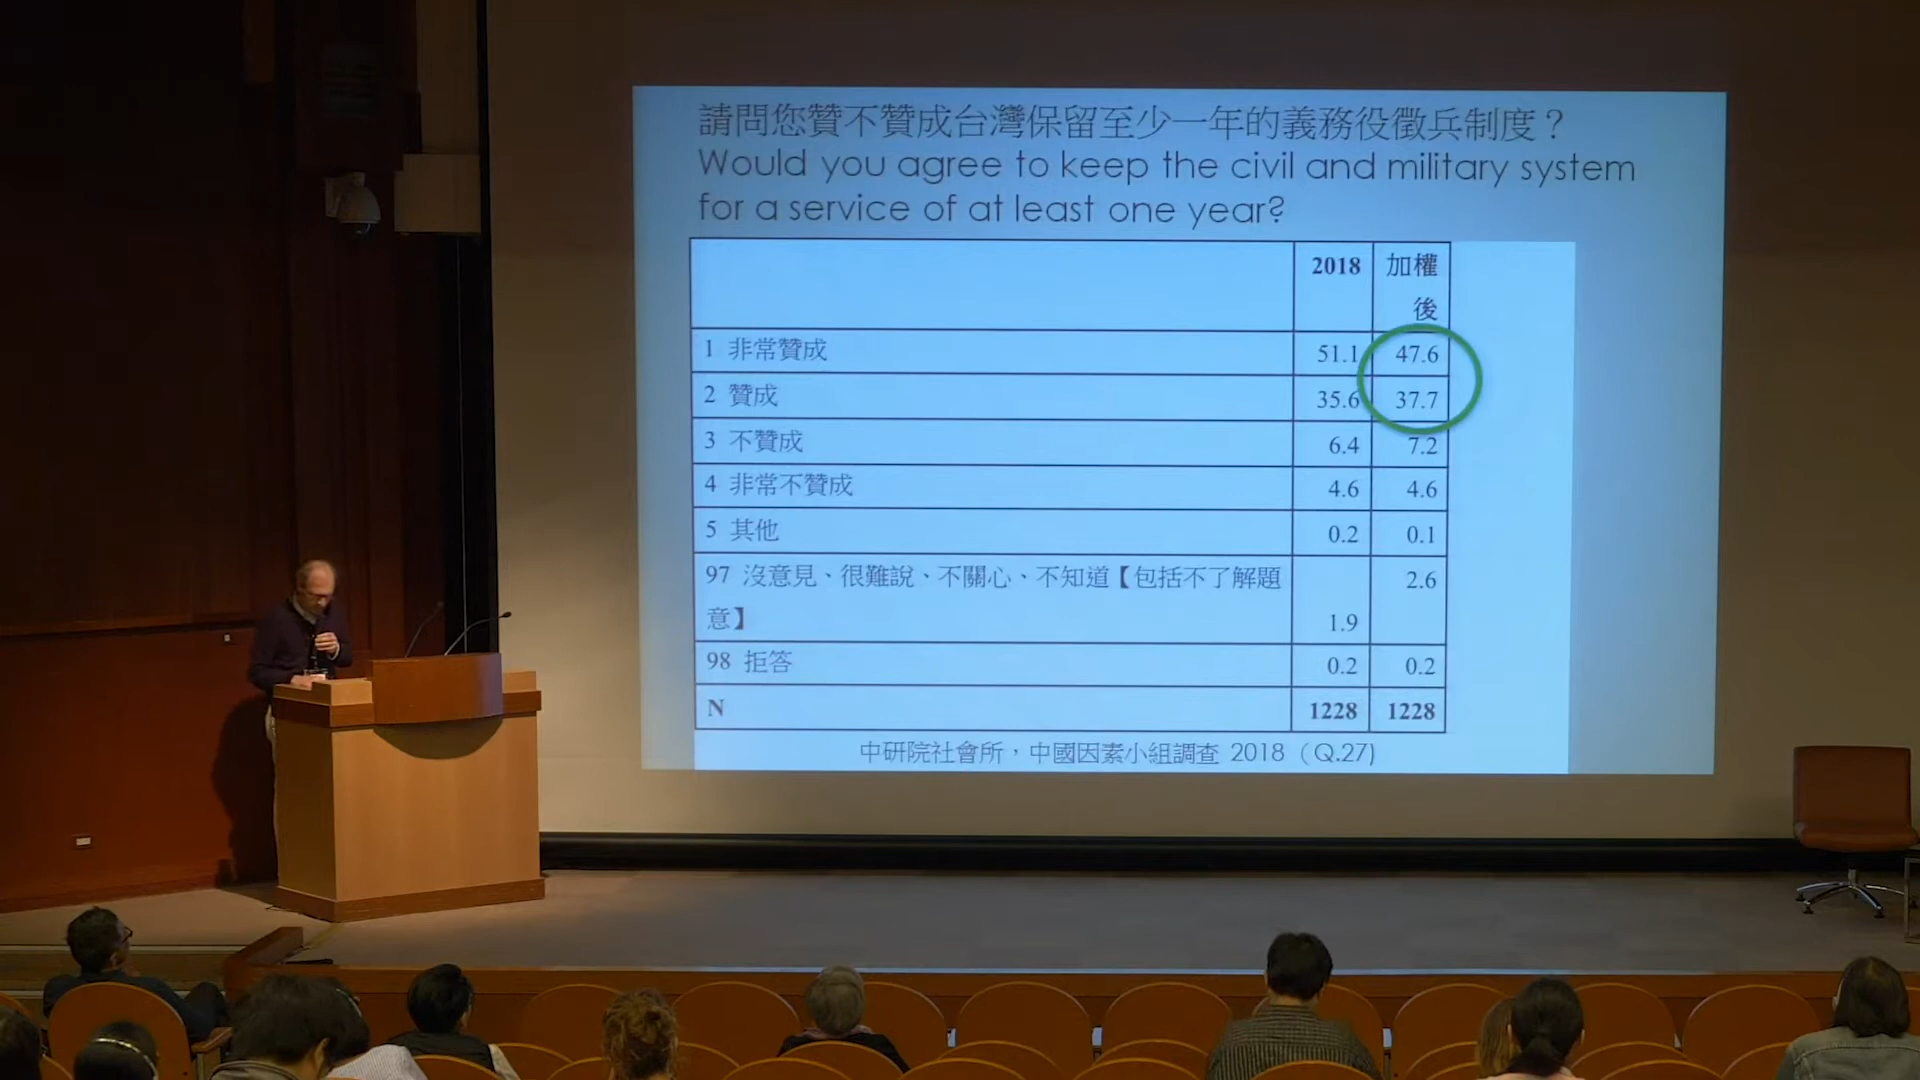 請問您贊不贊成台灣保留至少一年的義務役徵兵制度？
Would you agree to keep the civil and military system
for a service of at least one year?
2018 加權
後
1 非常贊成 51.1 47.6
2 贊成 35.6 37.7
3 不贊成 6.4 7.2
4 非常不贊成 4.6 4.6
5 其他 0.2 0.1
97 沒意見、很難說、不關心、不知道【包括不了解題 2.6
意】 1.9
98 拒答 0.2 0.2
N 1228 1228
中研院社會所，中國因素小組調查 2018（Q.27)